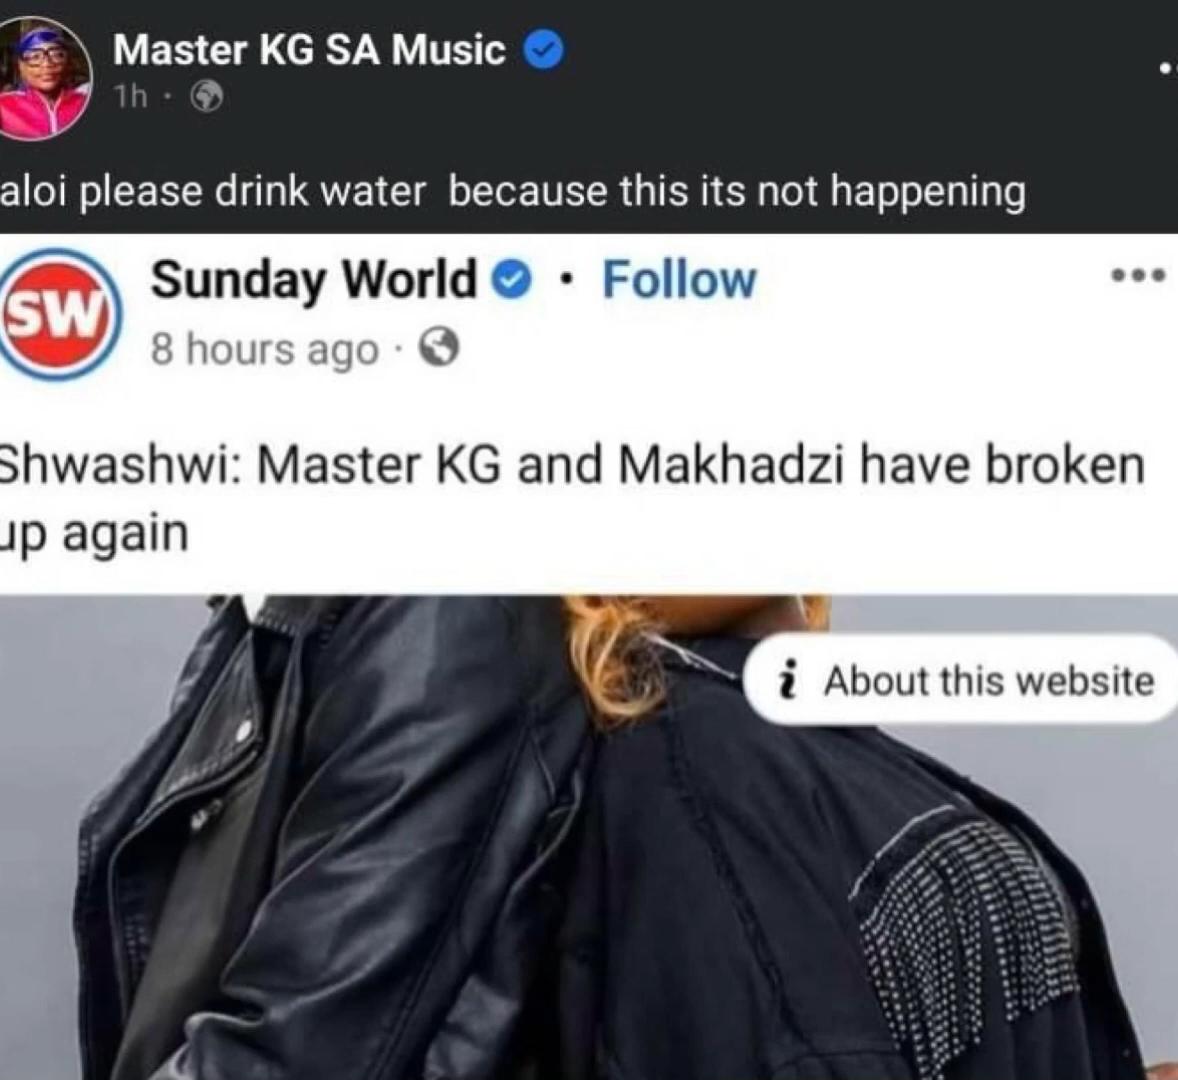 Master KG SA Music
1h ·
aloi please drink water because this its not happening
SW
Sunday World · Follow
8 hours ago ·
Shwashwi: Master KG and Makhadzi have broken
up again
i About this website